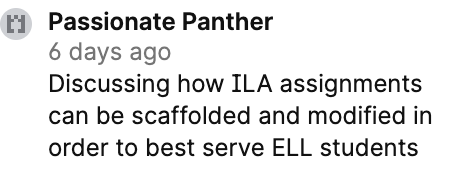 Passionate Panther
6 days ago
Discussing how ILA assignments
can be scaffolded and modified in
order to best serve ELL students